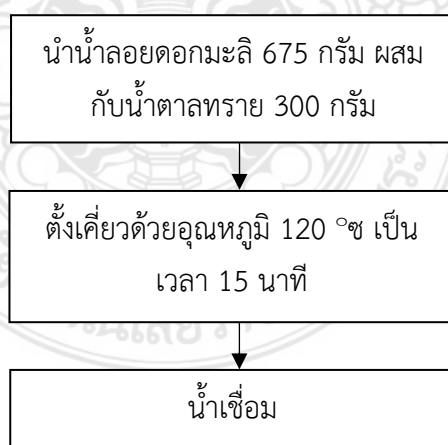 นำน้ำลอยดอกมะลิ 675 กรัม ผสม
กับน้ำตาลทราย 300 กรัม
ตั้งเคี่ยวด้วยอุณหภูมิ 120 °ซ เป็น
เวลา 15 นาที
น้ำเชื่อม